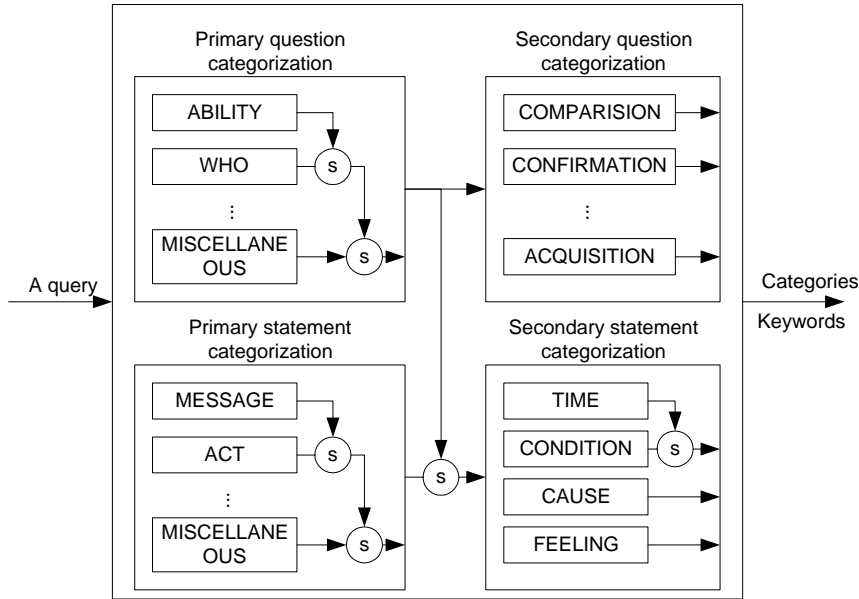 Primary question
categorization
ABILITY
WHO
S
...
MISCELLANE
OUS
S
Secondary question
categorization
COMPARISION
CONFIRMATION
...
ACQUISITION
A query
Categories
Keywords
Primary statement
categorization
MESSAGE
ACT
S
...
MISCELLANE
OUS
S
S
Secondary statement
categorization
TIME
CONDITION
S
CAUSE
FEELING